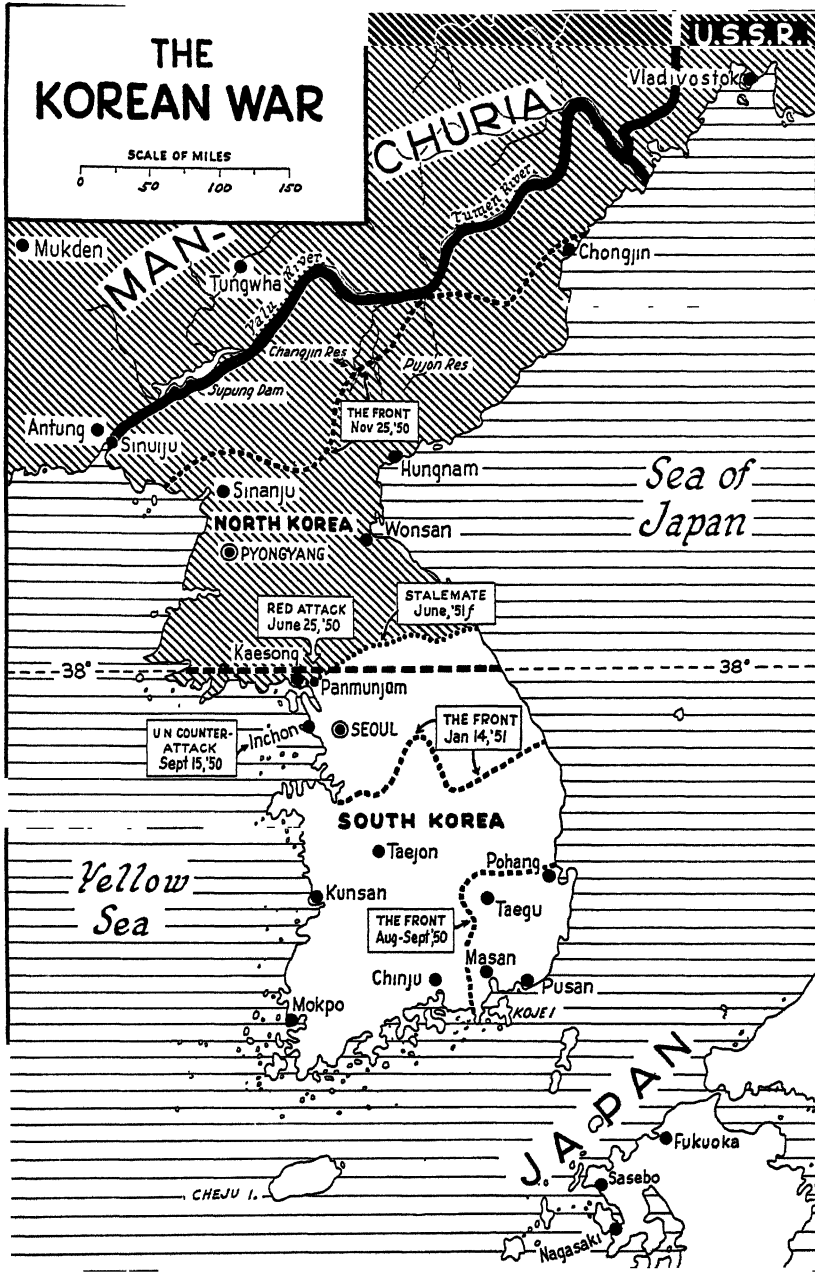 THE
KOREAN WAR
SCALE OF MILES
0 50 100 150
U.S.S.R.
Vladivostok
MAN-
CHURIA
Tumen River
Mukden
Tungwha
Yalu River
Chongjin
Changjin Res
Pujon Res
Supung Dam
THE FRONT
Nov 25,'50
Antung
Sinuiju
Hungnam
Sea of
Japan
Sinanju
NORTH KOREA
Wonsan
PYONGYANG
RED ATTACK
June 25,'50
STALEMATE
June,'51f
Kaesong
38°
38°
Panmunjam
UN COUNTER-
ATTACK
Sept 15,'50
Inchon
SEOUL
THE FRONT
Jan 14,'51
SOUTH KOREA
Taejon
Pohang
Yellow
Sea
Kunsan
Taegu
THE FRONT
Aug-Sept,'50
Masan
Chinju
Pusan
Mokpo
KOJE I
JAPAN
Fukuoka
CHEJU I.
Sasebo
Nagasaki